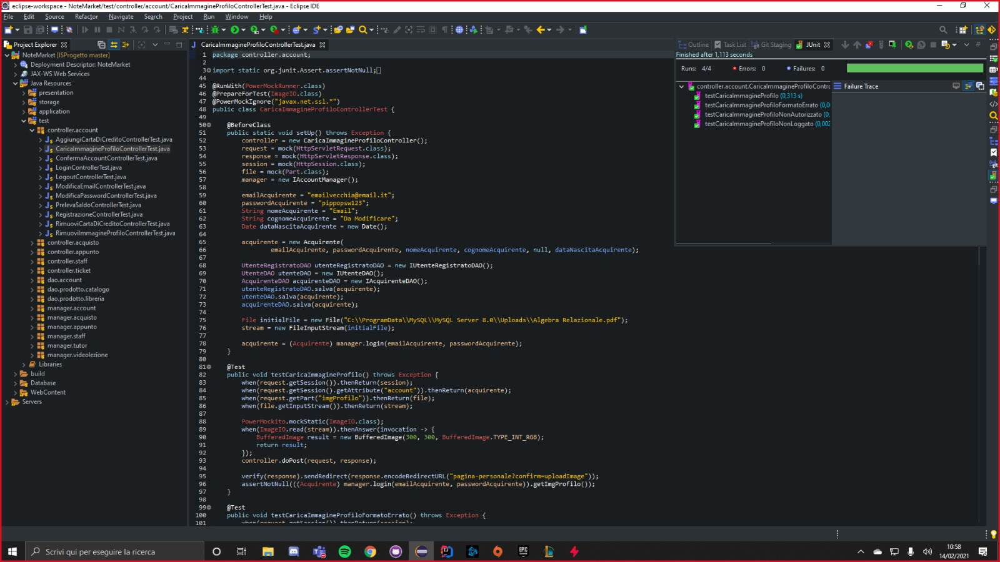 eclipse-workspace - NoteMarket/test/controller/account/CaricaImmagineProfiloControllerTest.java - Eclipse IDE
File Edit Source Refactor Navigate Search Project Run Window Help
Project Explorer
NoteMarket [ISProgetto master]
Deployment Descriptor: NoteMarket
JAX-WS Web Services
Java Resources
presentation
storage
application
test
controller.account
AggiungiCartaDiCreditoControllerTest.java
CaricaImmagineProfiloControllerTest.java
ConfermaAccountControllerTest.java
LoginControllerTest.java
LogoutControllerTest.java
ModificaEmailControllerTest.java
ModificaPasswordControllerTest.java
PrelevaSaldoControllerTest.java
RegistrazioneControllerTest.java
RimuoviCartaDiCreditoControllerTest.java
RimuoviImmagineProfiloControllerTest.java
controller.acquisto
controller.appunto
controller.staff
controller.ticket
dao.account
dao.prodotto.catalogo
dao.prodotto.libreria
manager.account
manager.acquisto
manager.appunto
manager.staff
manager.tutor
manager.videolezione
Libraries
build
Database
WebContent
Servers
CaricaImmagineProfiloControllerTest.java
1 package controller.account;
2
3 import static org.junit.Assert.assertNotNull;
44
45 @RunWith(PowerMockRunner.class)
46 @PrepareForTest(ImageIO.class)
47 @PowerMockIgnore("javax.net.ssl.*")
48 public class CaricaImmagineProfiloControllerTest {
49
50 @BeforeClass
51 public static void setUp() throws Exception {
52 controller = new CaricaImmagineProfiloController();
53 request = mock(HttpServletRequest.class);
54 response = mock(HttpServletResponse.class);
55 session = mock(HttpSession.class);
56 file = mock(Part.class);
57 manager = new IAccountManager();
58
59 emailAcquirente = "emailvecchia@email.it";
60 passwordAcquirente = "pippopsw123";
61 String nomeAcquirente = "Email";
62 String cognomeAcquirente = "Da Modificare";
63 Date dataNascitaAcquirente = new Date();
64
65 acquirente = new Acquirente(
66 emailAcquirente, passwordAcquirente, nomeAcquirente, cognomeAcquirente, null, dataNascitaAcquirente);
67
68 UtenteRegistratoDAO utenteRegistratoDAO = new IUtenteRegistratoDAO();
69 UtenteDAO utenteDAO = new IUtenteDAO();
70 AcquirenteDAO acquirenteDAO = new IAcquirenteDAO();
71 utenteRegistratoDAO.salva(acquirente);
72 utenteDAO.salva(acquirente);
73 acquirenteDAO.salva(acquirente);
74
75 File initialFile = new File("C:\\ProgramData\\MySQL\\MySQL Server 8.0\\Uploads\\Algebra Relazionale.pdf");
76 stream = new FileInputStream(initialFile);
77
78 acquirente = (Acquirente) manager.login(emailAcquirente, passwordAcquirente);
79 }
80
81 @Test
82 public void testCaricaImmagineProfilo() throws Exception {
83 when(request.getSession()).thenReturn(session);
84 when(request.getSession().getAttribute("account")).thenReturn(acquirente);
85 when(request.getPart("imgProfilo")).thenReturn(file);
86 when(file.getInputStream()).thenReturn(stream);
87
88 PowerMockito.mockStatic(ImageIO.class);
89 when(ImageIO.read(stream)).thenAnswer(invocation -> {
90 BufferedImage result = new BufferedImage(300, 300, BufferedImage.TYPE_INT_RGB);
91 return result;
92 });
93 controller.doPost(request, response);
94
95 verify(response).sendRedirect(response.encodeRedirectURL("pagina-personale?confirm=uploadImage"));
96 assertNotNull(((Acquirente) manager.login(emailAcquirente, passwordAcquirente)).getImgProfilo());
97 }
98
99 @Test
100 public void testCaricaImmagineProfiloFormatoErrato() throws Exception {
101 when(request.getSession()).thenReturn(session);
Outline Task List Git Staging JUnit
Finished after 1,113 seconds
Runs: 4/4 Errors: 0 Failures: 0
controller.account.CaricaImmagineProfiloContr
testCaricaImmagineProfilo (0,313 s)
testCaricaImmagineProfiloFormatoErrato (0,0
testCaricaImmagineProfiloNonAutorizzato (0,
testCaricaImmagineProfiloNonLoggato (0,002
Failure Trace
Scrivi qui per eseguire la ricerca
EPIC GAMES
10:58
14/02/2021